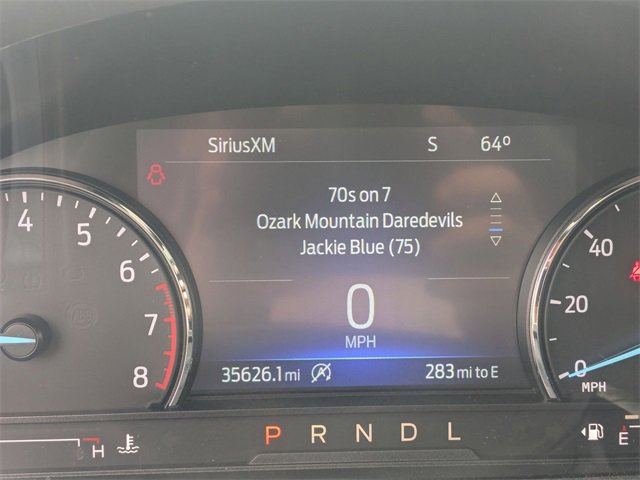 SiriusXM S 64°
70s on 7
Ozark Mountain Daredevils
Jackie Blue (75)
0
MPH
35626.1 mi 283 mi to E
4
5
6
7
8
40
20
0
MPH
H P R N D L E